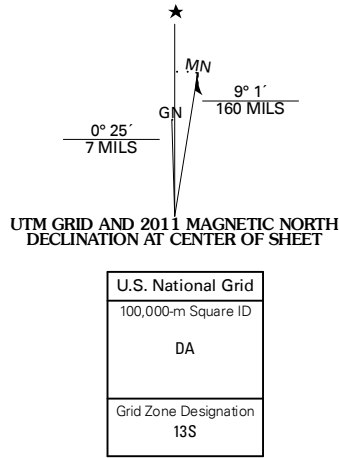 ★
MN
GN
9° 1´
160 MILS
0° 25´
7 MILS
UTM GRID AND 2011 MAGNETIC NORTH
DECLINATION AT CENTER OF SHEET
U.S. National Grid
100,000-m Square ID
DA
Grid Zone Designation
13S